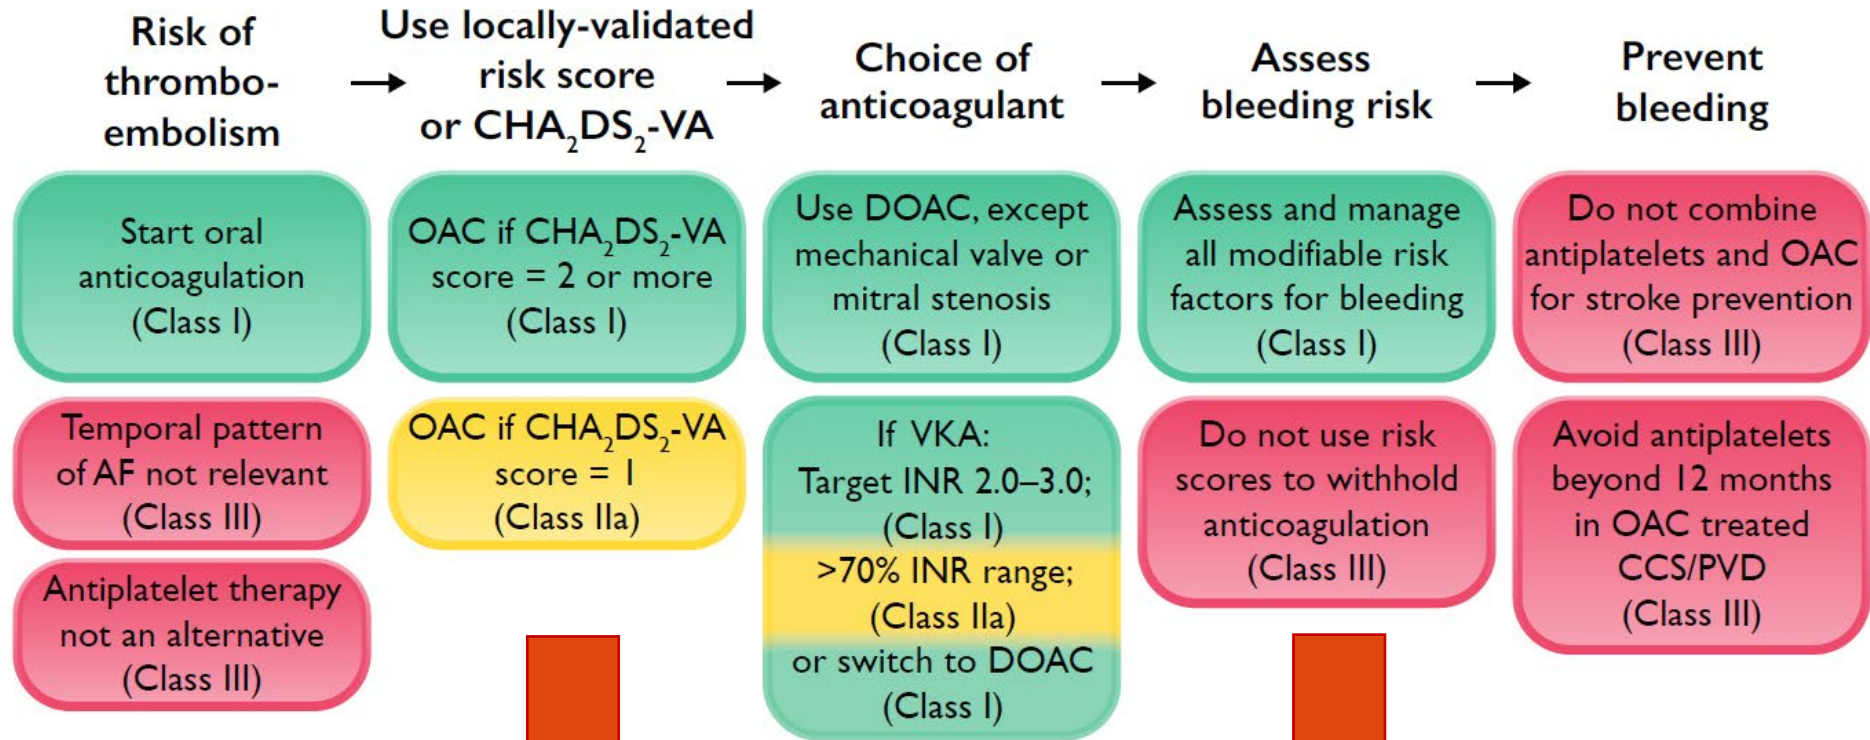 Risk of
thrombo-
embolism
Use locally-validated
risk score
or CHA₂DS₂-VA
Choice of
anticoagulant
Assess
bleeding risk
Prevent
bleeding
Start oral
anticoagulation
(Class I)
OAC if CHA₂DS₂-VA
score = 2 or more
(Class I)
Use DOAC, except
mechanical valve or
mitral stenosis
(Class I)
Assess and manage
all modifiable risk
factors for bleeding
(Class I)
Do not combine
antiplatelets and OAC
for stroke prevention
(Class III)
Temporal pattern
of AF not relevant
(Class III)
OAC if CHA₂DS₂-VA
score = 1
(Class IIa)
If VKA:
Target INR 2.0–3.0;
(Class I)
>70% INR range;
(Class IIa)
or switch to DOAC
(Class I)
Do not use risk
scores to withhold
anticoagulation
(Class III)
Avoid antiplatelets
beyond 12 months
in OAC treated
CCS/PVD
(Class III)
Antiplatelet therapy
not an alternative
(Class III)